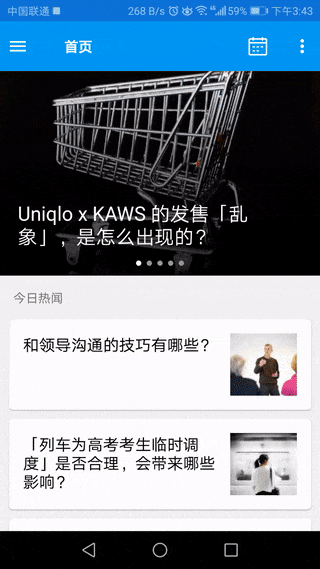 中国联通 268 B/s 4G 59% 下午3:43
首页
Uniqlo x KAWS 的发售「乱
象」，是怎么出现的？
今日热闻
和领导沟通的技巧有哪些？
「列车为高考考生临时调
度」是否合理，会带来哪些
影响？